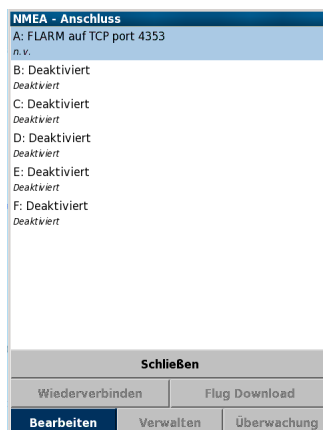 NMEA - Anschluss
A: FLARM auf TCP port 4353
n.v.
B: Deaktiviert
Deaktiviert
C: Deaktiviert
Deaktiviert
D: Deaktiviert
Deaktiviert
E: Deaktiviert
Deaktiviert
F: Deaktiviert
Deaktiviert
Schließen
Wiederverbinden Flug Download
Bearbeiten Verwalten Überwachung